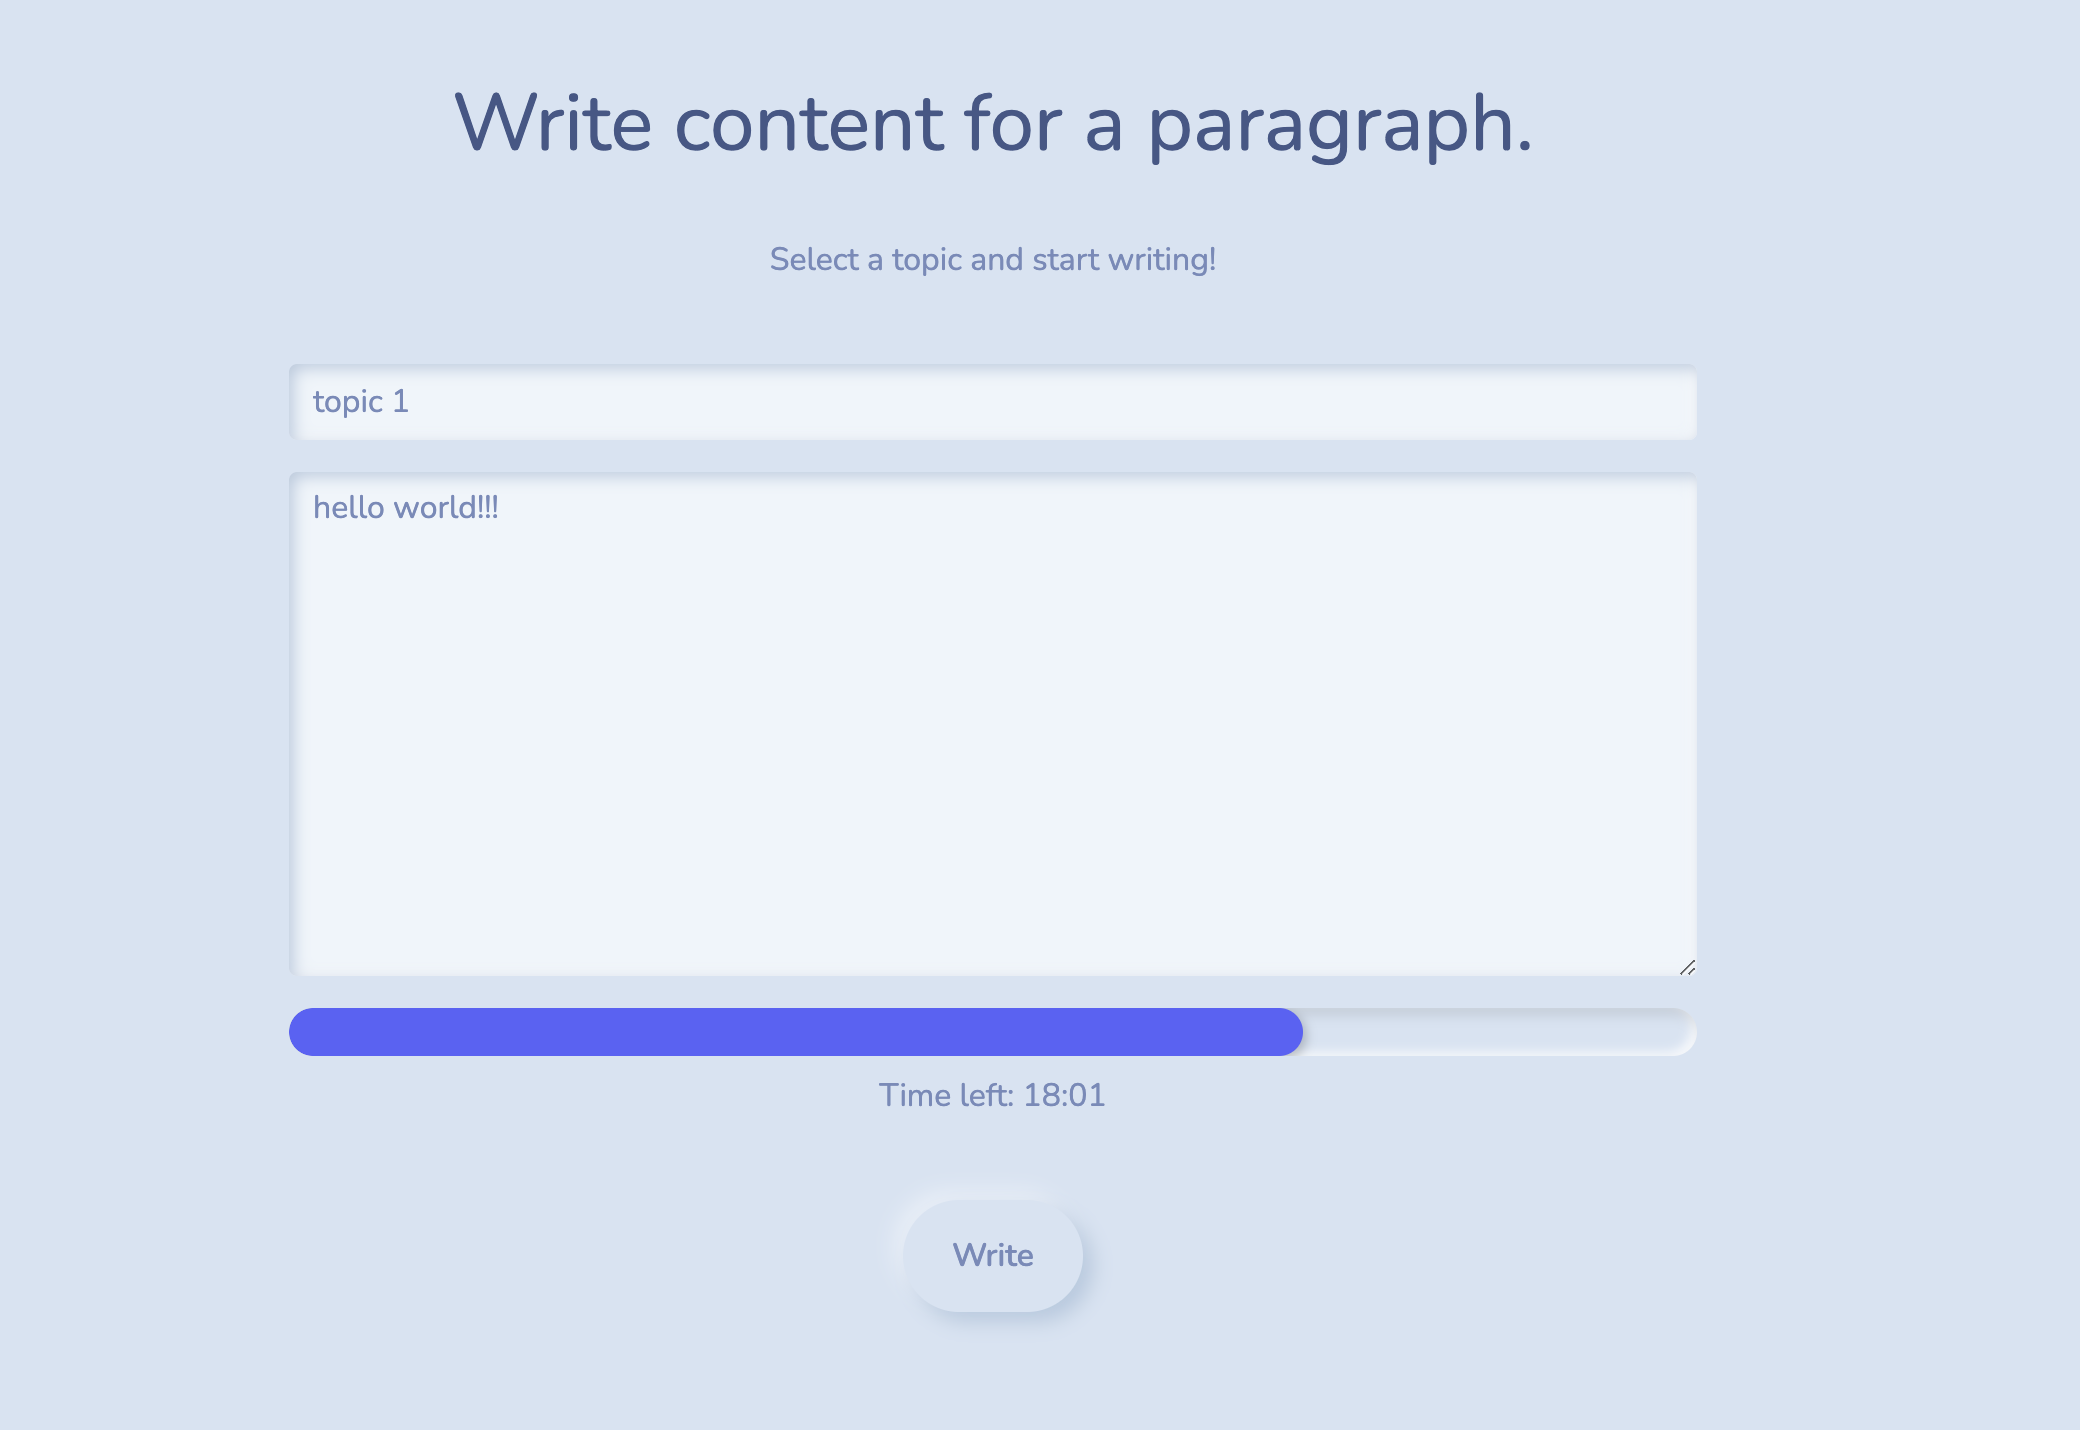 Write content for a paragraph.
Select a topic and start writing!
topic 1
hello world!!!
Time left: 18:01
Write